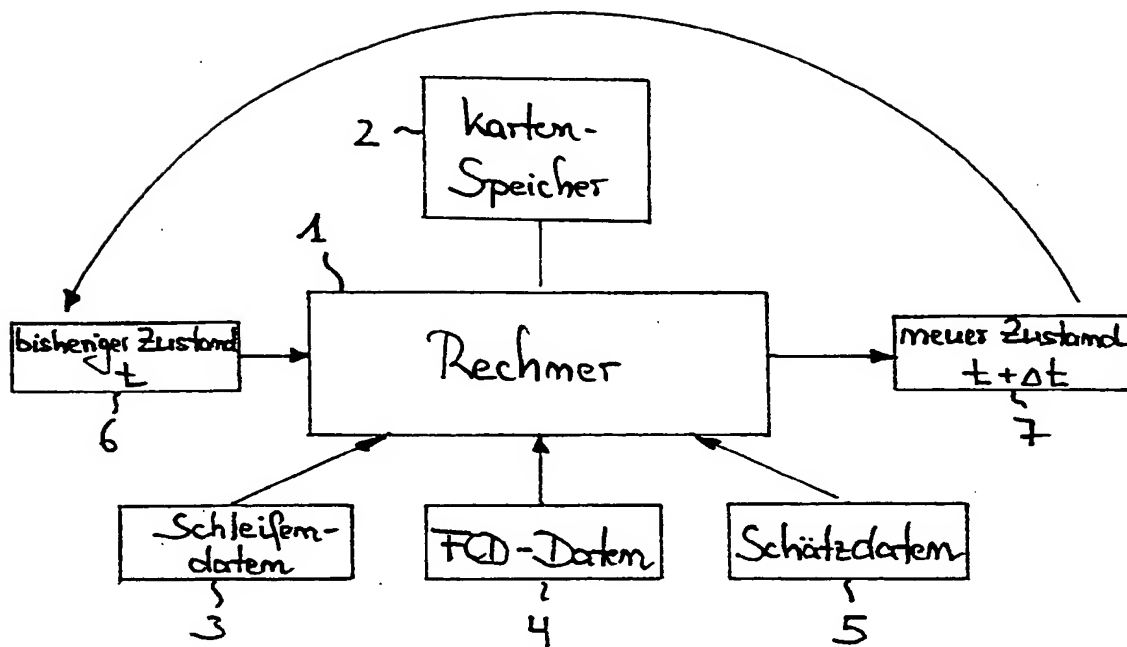 2
Karten-
Speicher
1
bisheriger Zustand
t
Rechner
neuer Zustand
t + Δt
6
7
Schleifen-
daten
FCD-Daten
Schätzdaten
3
4
5